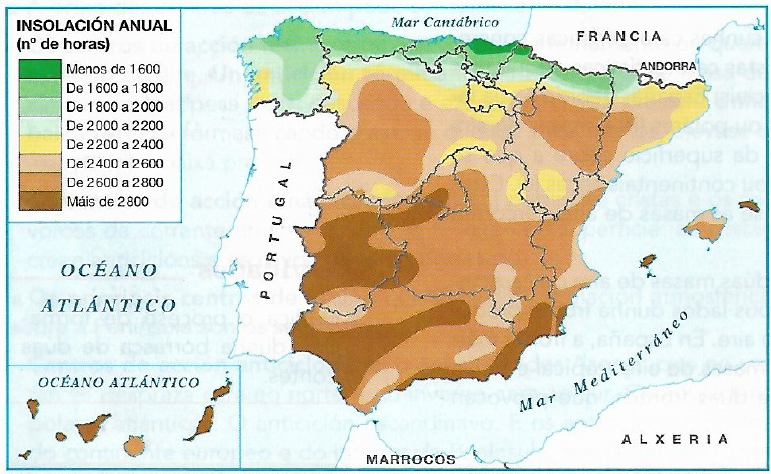 INSOLACIÓN ANUAL
(nº de horas)
Menos de 1600
De 1600 a 1800
De 1800 a 2000
De 2000 a 2200
De 2200 a 2400
De 2400 a 2600
De 2600 a 2800
Máis de 2800
Mar Cantábrico
FRANCIA
ANDORRA
PORTUGAL
OCÉANO
ATLÁNTICO
Mar Mediterráneo
OCÉANO ATLÁNTICO
MARROCOS
ALXERIA